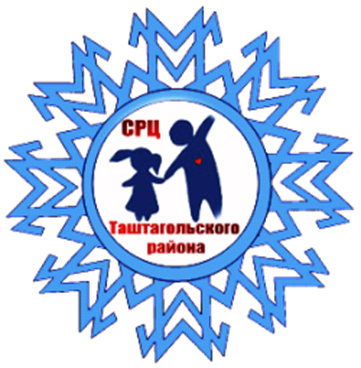 СРЦ
Таштагольского
района